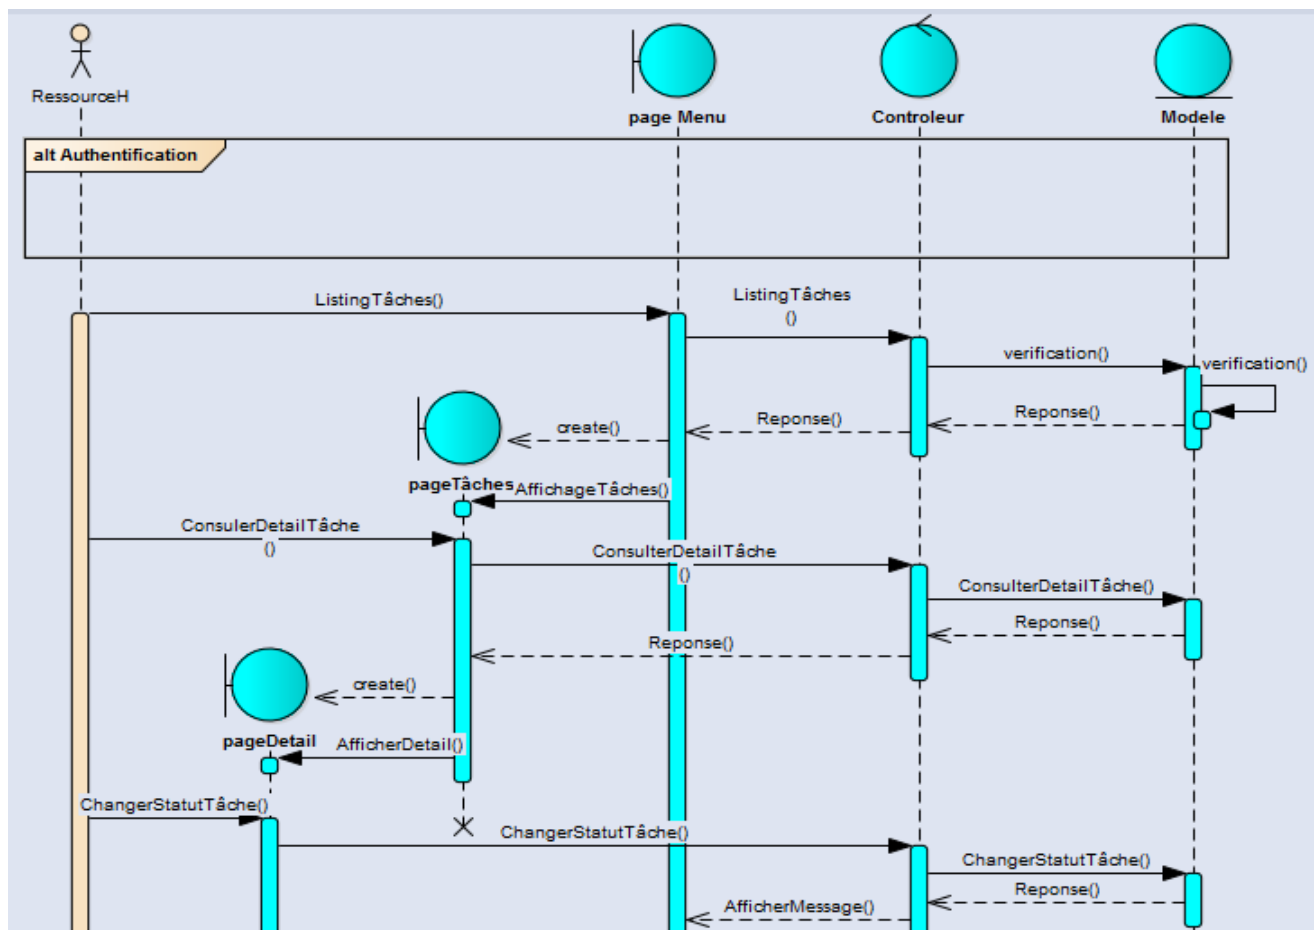 RessourceH
page Menu
Controleur
Modele
alt Authentification
ListingTâches()
ListingTâches
()
verification()
verification()
Reponse()
Reponse()
create()
pageTâches
AffichageTâches()
ConsulerDetailTâche
()
ConsulterDetailTâche
()
ConsulterDetailTâche()
Reponse()
Reponse()
create()
pageDetail
AfficherDetail()
ChangerStatutTâche()
ChangerStatutTâche()
ChangerStatutTâche()
Reponse()
AfficherMessage()